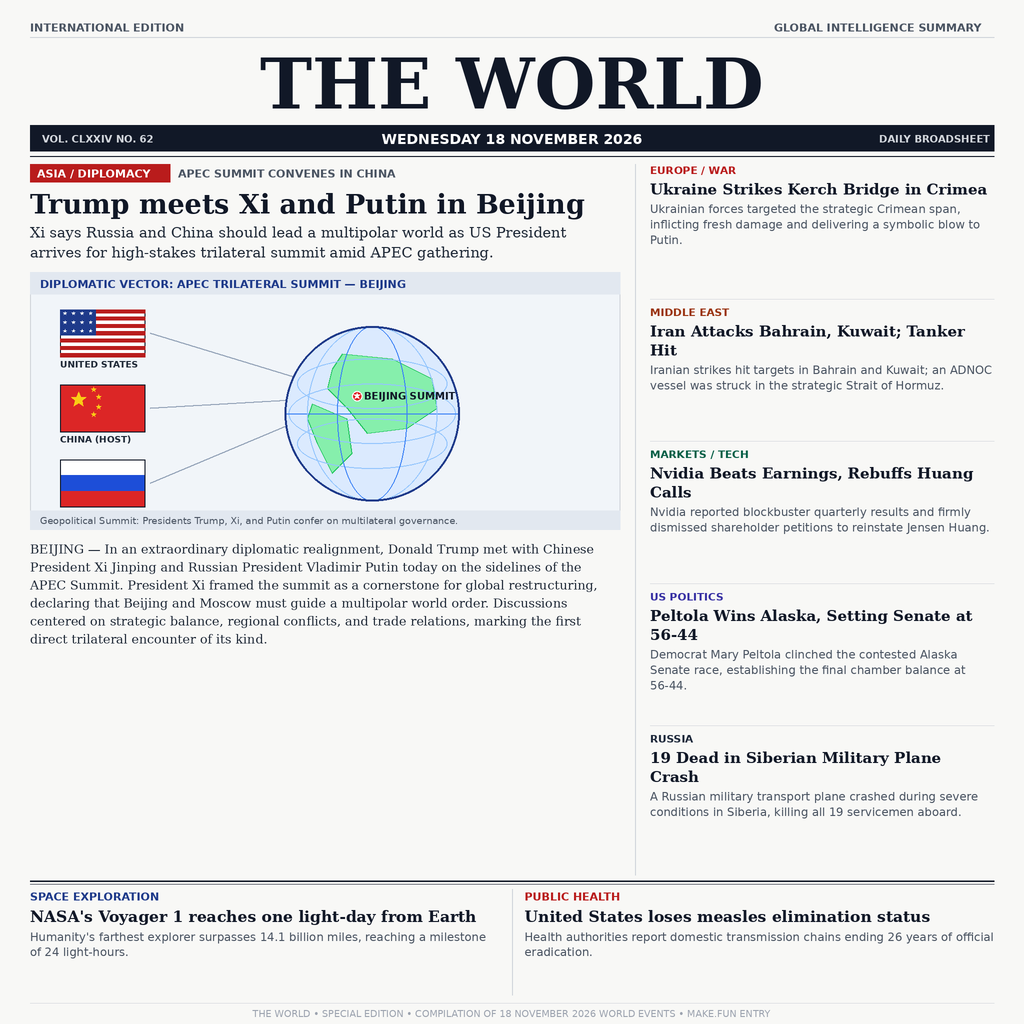 INTERNATIONAL EDITION
GLOBAL INTELLIGENCE SUMMARY
THE WORLD
VOL. CLXXIV NO. 62
WEDNESDAY 18 NOVEMBER 2026
DAILY BROADSHEET
ASIA / DIPLOMACY
APEC SUMMIT CONVENES IN CHINA
Trump meets Xi and Putin in Beijing
Xi says Russia and China should lead a multipolar world as US President
arrives for high-stakes trilateral summit amid APEC gathering.
DIPLOMATIC VECTOR: APEC TRILATERAL SUMMIT — BEIJING
UNITED STATES
CHINA (HOST)
BEIJING SUMMIT
Geopolitical Summit: Presidents Trump, Xi, and Putin confer on multilateral governance.
BEIJING — In an extraordinary diplomatic realignment, Donald Trump met with Chinese
President Xi Jinping and Russian President Vladimir Putin today on the sidelines of the
APEC Summit. President Xi framed the summit as a cornerstone for global restructuring,
declaring that Beijing and Moscow must guide a multipolar world order. Discussions
centered on strategic balance, regional conflicts, and trade relations, marking the first
direct trilateral encounter of its kind.
EUROPE / WAR
Ukraine Strikes Kerch Bridge in Crimea
Ukrainian forces targeted the strategic Crimean span,
inflicting fresh damage and delivering a symbolic blow to
Putin.
MIDDLE EAST
Iran Attacks Bahrain, Kuwait; Tanker
Hit
Iranian strikes hit targets in Bahrain and Kuwait; an ADNOC
vessel was struck in the strategic Strait of Hormuz.
MARKETS / TECH
Nvidia Beats Earnings, Rebuffs Huang
Calls
Nvidia reported blockbuster quarterly results and firmly
dismissed shareholder petitions to reinstate Jensen Huang.
US POLITICS
Peltola Wins Alaska, Setting Senate at
56-44
Democrat Mary Peltola clinched the contested Alaska
Senate race, establishing the final chamber balance at
56-44.
RUSSIA
19 Dead in Siberian Military Plane
Crash
A Russian military transport plane crashed during severe
conditions in Siberia, killing all 19 servicemen aboard.
SPACE EXPLORATION
NASA's Voyager 1 reaches one light-day from Earth
Humanity's farthest explorer surpasses 14.1 billion miles, reaching a milestone
of 24 light-hours.
PUBLIC HEALTH
United States loses measles elimination status
Health authorities report domestic transmission chains ending 26 years of official
eradication.
THE WORLD • SPECIAL EDITION • COMPILATION OF 18 NOVEMBER 2026 WORLD EVENTS • MAKE.FUN ENTRY